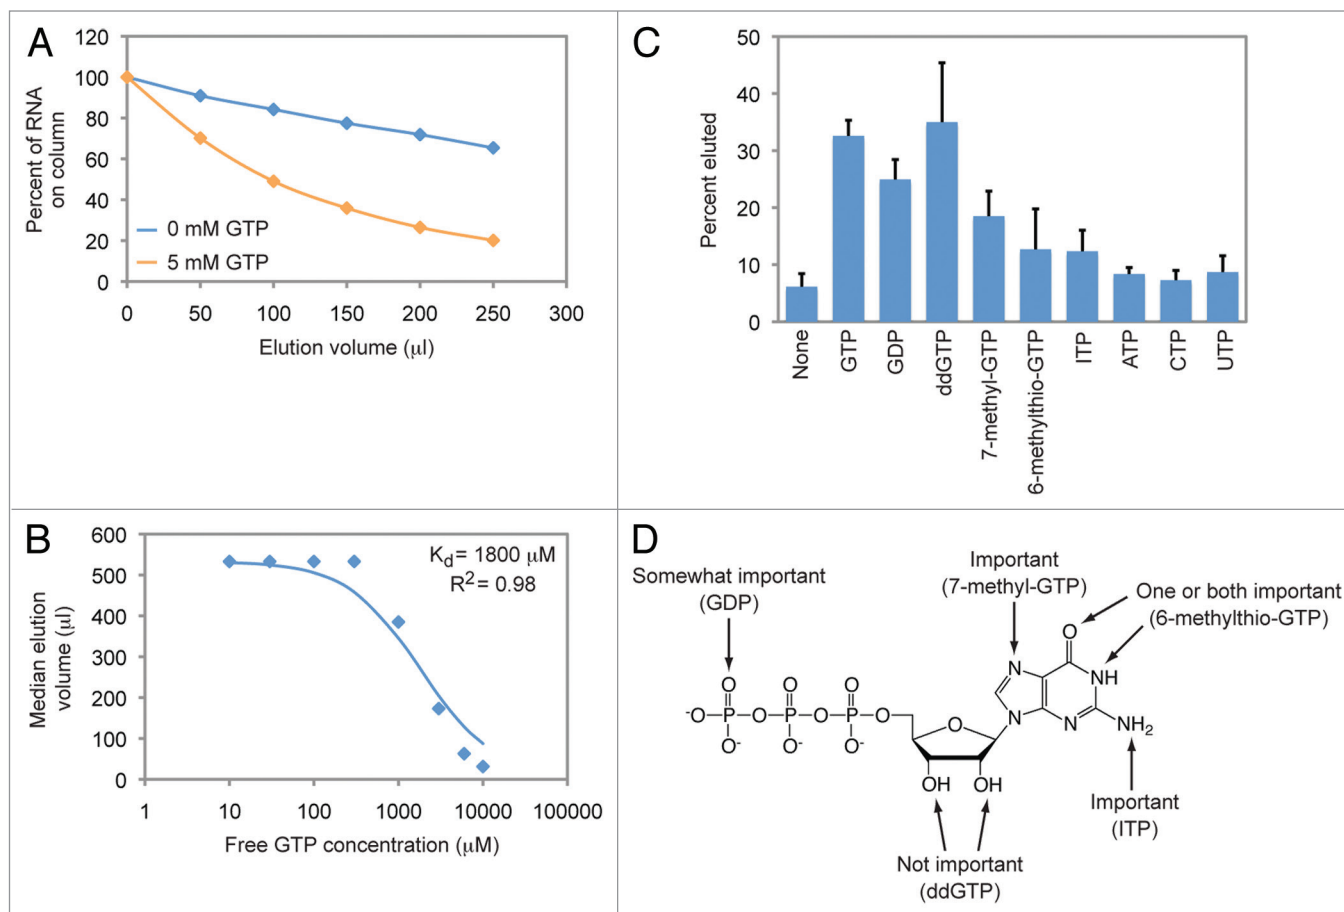 A
120
100
80
60
40
20
0
Percent of RNA
on column
0 mM GTP
5 mM GTP
0 50 100 150 200 250 300
Elution volume (μl)
C
50
40
30
20
10
0
Percent eluted
None
GTP
GDP
ddGTP
7-methyl-GTP
6-methylthio-GTP
ITP
ATP
CTP
UTP
B
600
500
400
300
200
100
0
Median elution
volume (μl)
Kd = 1800 μM
R2 = 0.98
1 10 100 1000 10000 100000
Free GTP concentration (μM)
D
Somewhat important
(GDP)
Important
(7-methyl-GTP)
One or both important
(6-methylthio-GTP)
O
N
NH
O O O
-O P O P O P O
O- O- O-
O
N
N
NH2
OH OH
Important
(ITP)
Not important
(ddGTP)